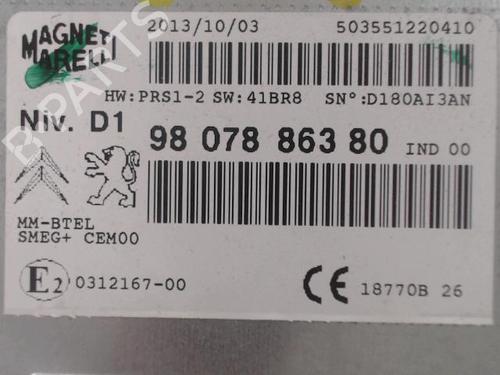 MAGNETI MARELLI
2013/10/03
503551220410
HW:PRS1-2 SW:41BR8 SN°:D180AI3AN
Niv. D1
98 078 863 80 IND 00
MM-BTEL
SMEG+ CEM00
E2 0312167-00
CE 18770B 26
B-PARTS